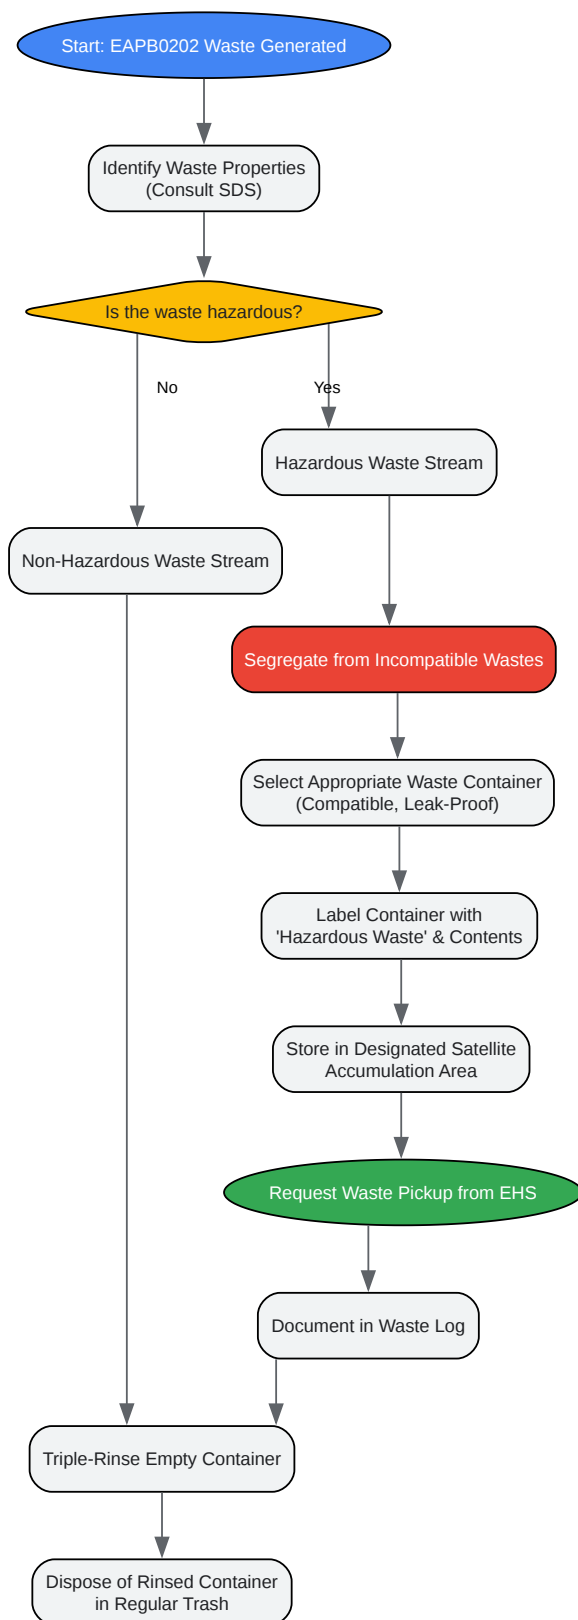 Start: EAPB0202 Waste Generated
Identify Waste Properties
(Consult SDS)
Is the waste hazardous?
No
Yes
Hazardous Waste Stream
Non-Hazardous Waste Stream
Segregate from Incompatible Wastes
Select Appropriate Waste Container
(Compatible, Leak-Proof)
Label Container with
'Hazardous Waste' & Contents
Store in Designated Satellite
Accumulation Area
Request Waste Pickup from EHS
Document in Waste Log
Triple-Rinse Empty Container
Dispose of Rinsed Container
in Regular Trash